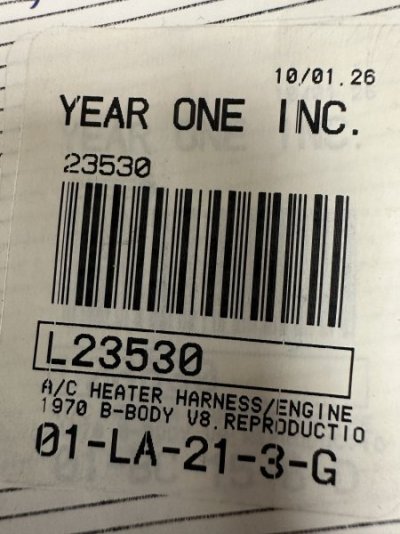 10/01.26
YEAR ONE INC.
23530
L23530
A/C HEATER HARNESS/ENGINE
1970 B-BODY V8.REPRODUCTIO
01-LA-21-3-G